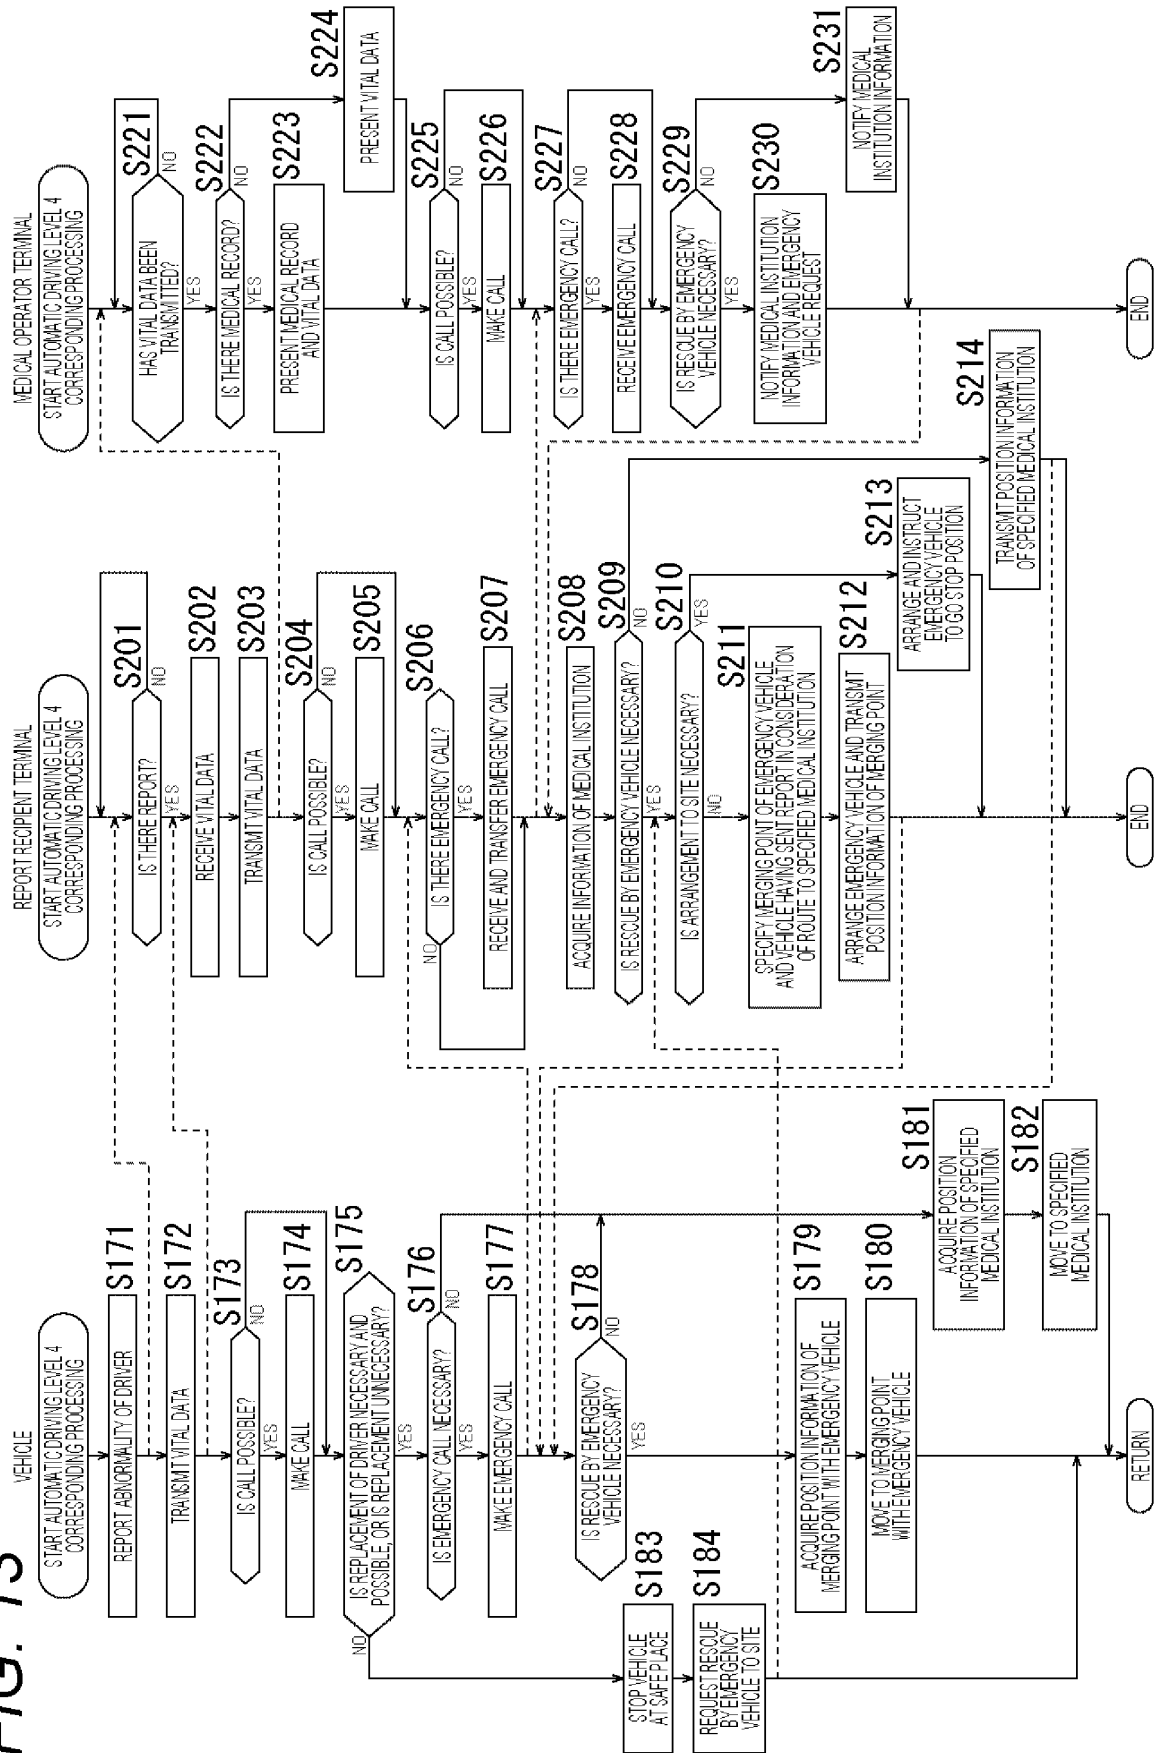 FIG.
VEHICLE
START AUTOMATIC DRIVING LEVEL 4
CORRESPONDING PROCESSING
REPORT ABNORMALITY OF DRIVER
S171
TRANSMIT VITAL DATA
S172
IS CALL POSSIBLE?
S173
NO
YES
MAKE CALL
S174
IS REPLACEMENT OF DRIVER NECESSARY AND
POSSIBLE, OR IS REPLACEMENT UNNECESSARY?
S175
NO
YES
IS EMERGENCY CALL NECESSARY?
S176
NO
YES
MAKE EMERGENCY CALL
S177
IS RESCUE BY EMERGENCY
VEHICLE NECESSARY?
S178
NO
YES
STOP VEHICLE
AT SAFE PLACE
S183
REQUEST RESCUE
BY EMERGENCY
VEHICLE TO SITE
S184
ACQUIRE POSITION INFORMATION OF
MERGING POINT WITH EMERGENCY VEHICLE
S179
MOVE TO MERGING POINT
WITH EMERGENCY VEHICLE
S180
ACQUIRE POSITION
INFORMATION OF SPECIFIED
MEDICAL INSTITUTION
S181
MOVE TO SPECIFIED
MEDICAL INSTITUTION
S182
RETURN
REPORT RECIPIENT TERMINAL
START AUTOMATIC DRIVING LEVEL 4
CORRESPONDING PROCESSING
IS THERE REPORT?
S201
NO
YES
RECEIVE VITAL DATA
S202
TRANSMIT VITAL DATA
S203
IS CALL POSSIBLE?
S204
NO
YES
MAKE CALL
S205
IS THERE EMERGENCY CALL?
S206
NO
YES
RECEIVE AND TRANSFER EMERGENCY CALL
S207
ACQUIRE INFORMATION OF MEDICAL INSTITUTION
S208
IS RESCUE BY EMERGENCY VEHICLE NECESSARY?
S209
NO
YES
IS ARRANGEMENT TO SITE NECESSARY?
S210
YES
NO
SPECIFY MERGING POINT OF EMERGENCY VEHICLE
AND VEHICLE HAVING SENT REPORT IN CONSIDERATION
OF ROUTE TO SPECIFIED MEDICAL INSTITUTION
S211
ARRANGE EMERGENCY VEHICLE AND TRANSMIT
POSITION INFORMATION OF MERGING POINT
S212
ARRANGE AND INSTRUCT
EMERGENCY VEHICLE
TO GO STOP POSITION
S213
TRANSMIT POSITION INFORMATION
OF SPECIFIED MEDICAL INSTITUTION
S214
END
MEDICAL OPERATOR TERMINAL
START AUTOMATIC DRIVING LEVEL 4
CORRESPONDING PROCESSING
HAS VITAL DATA BEEN
TRANSMITTED?
S221
NO
YES
IS THERE MEDICAL RECORD?
S222
NO
YES
PRESENT MEDICAL RECORD
AND VITAL DATA
S223
PRESENT VITAL DATA
S224
IS CALL POSSIBLE?
S225
NO
YES
MAKE CALL
S226
IS THERE EMERGENCY CALL?
S227
NO
YES
RECEIVE EMERGENCY CALL
S228
IS RESCUE BY EMERGENCY
VEHICLE NECESSARY?
S229
NO
YES
NOTIFY MEDICAL INSTITUTION
INFORMATION AND EMERGENCY
VEHICLE REQUEST
S230
NOTIFY MEDICAL
INSTITUTION INFORMATION
S231
END